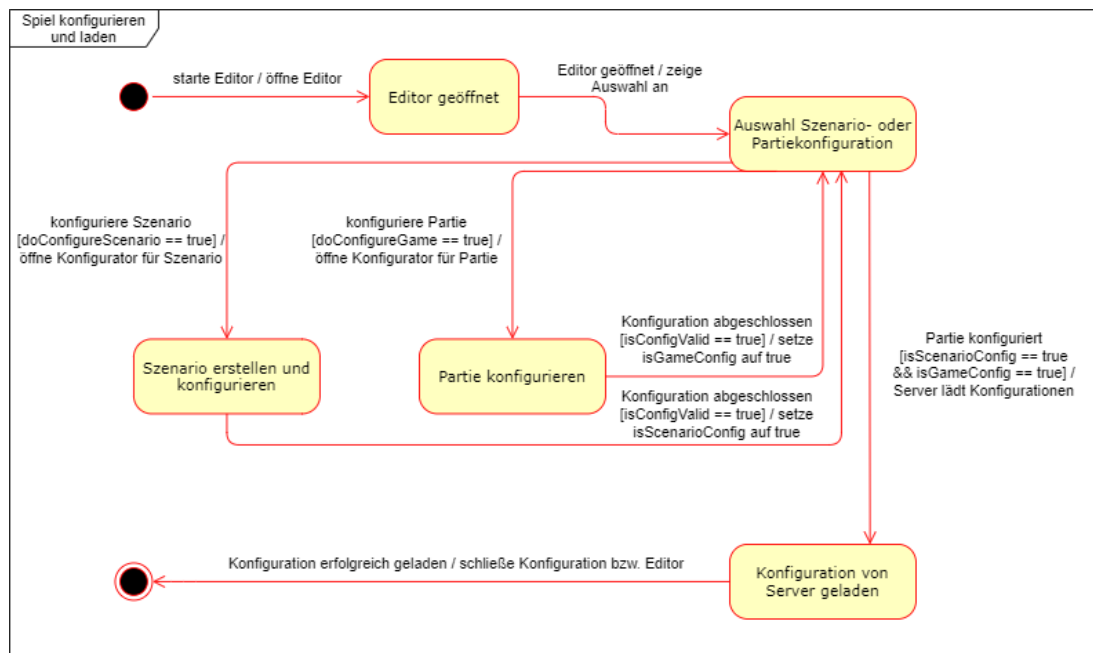 Spiel konfigurieren
und laden
starte Editor / öffne Editor
Editor geöffnet
Editor geöffnet / zeige
Auswahl an
Auswahl Szenario- oder
Partiekonfiguration
konfiguriere Szenario
[doConfigureScenario == true] /
öffne Konfigurator für Szenario
konfiguriere Partie
[doConfigureGame == true] /
öffne Konfigurator für Partie
Konfiguration abgeschlossen
[isConfigValid == true] / setze
isGameConfig auf true
Partie konfiguriert
[isScenarioConfig == true
&& isGameConfig == true] /
Server lädt Konfigurationen
Szenario erstellen und
konfigurieren
Partie konfigurieren
Konfiguration abgeschlossen
[isConfigValid == true] / setze
isScenarioConfig auf true
Konfiguration erfolgreich geladen / schließe Konfiguration bzw. Editor
Konfiguration von
Server geladen